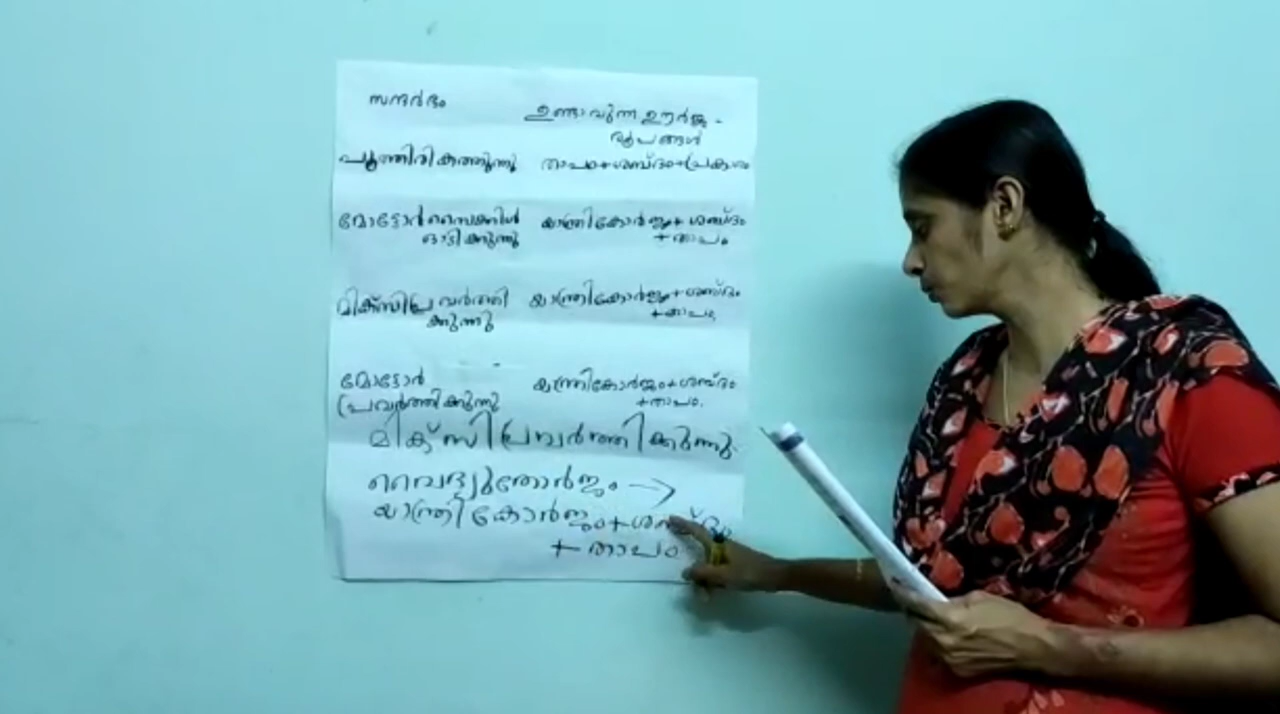 സന്ദർഭം ഉണ്ടാവുന്ന ഊർജ്ജ-
രൂപങ്ങൾ
പൂത്തിരി കത്തുന്നു താപം+ശബ്ദം+പ്രകാശം
മോട്ടോർ സൈക്കിൾ യാന്ത്രികോർജ്ജം+ശബ്ദം
ഓടിക്കുന്നു +താപം
മിക്സി പ്രവർത്തി യാന്ത്രികോർജ്ജം+ശബ്ദം
ക്കുന്നു +താപം
മോട്ടോർ യാന്ത്രികോർജ്ജം+ശബ്ദം
പ്രവർത്തിക്കുന്നു +താപം.
മിക്സി പ്രവർത്തിക്കുന്നു.
വൈദ്യുതോർജ്ജം →
യാന്ത്രികോർജ്ജം+ശബ്ദം
+ താപം